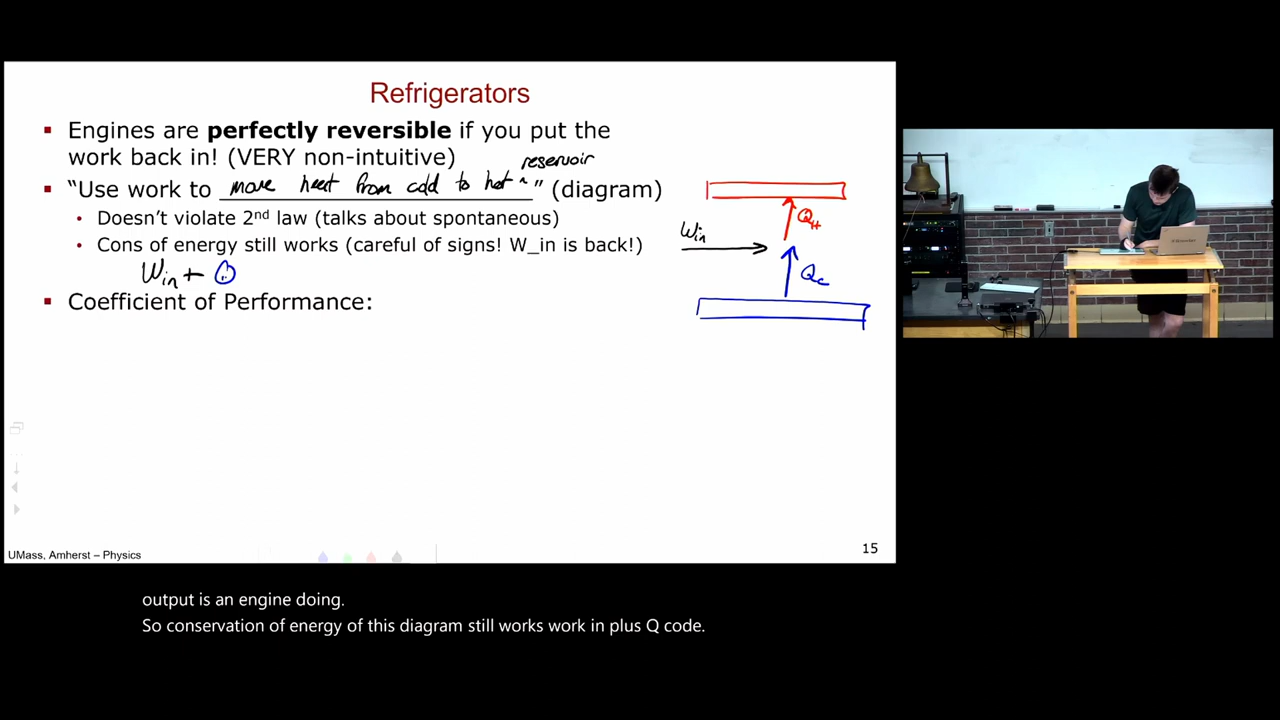 Refrigerators
▪ Engines are perfectly reversible if you put the
work back in! (VERY non-intuitive)
reservoir
▪ "Use work to move heat from cold to hot ^" (diagram)
• Doesn't violate 2nd law (talks about spontaneous)
• Cons of energy still works (careful of signs! W_in is back!)
Win +
▪ Coefficient of Performance:
QH
Win
Qc
UMass, Amherst – Physics
15
output is an engine doing.
So conservation of energy of this diagram still works work in plus Q code.